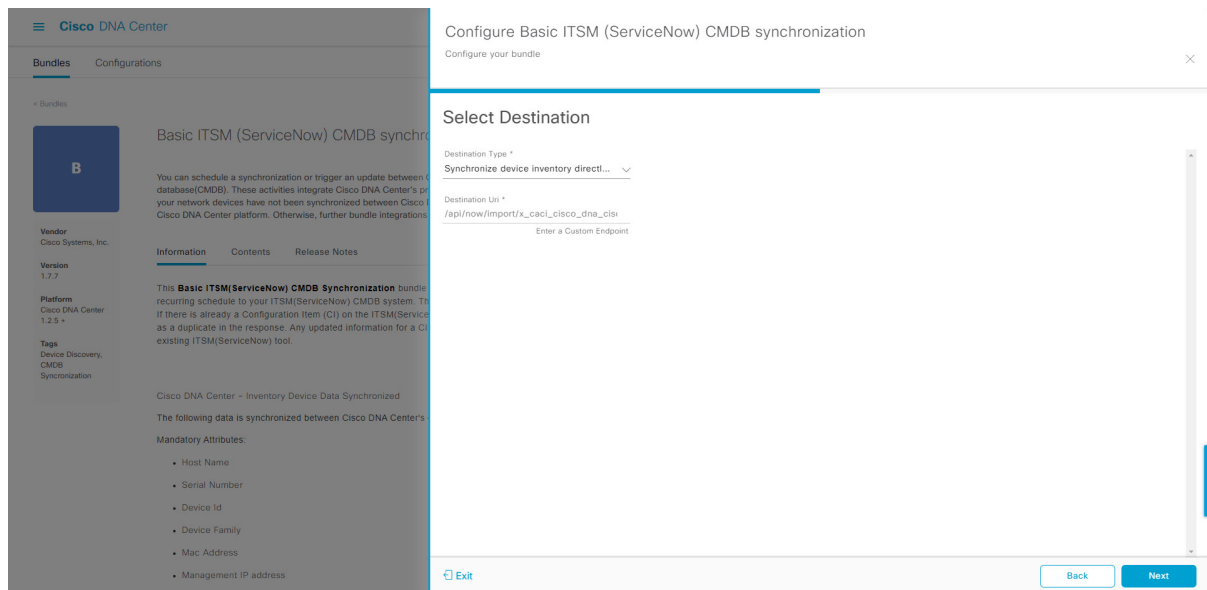 Cisco DNA Center
Bundles Configurations
< Bundles
B
Vendor
Cisco Systems, Inc.
Version
1.7.7
Platform
Cisco DNA Center
1.2.5 +
Tags
Device Discovery,
CMDB
Syncronization
Basic ITSM (ServiceNow) CMDB synchro
You can schedule a synchronization or trigger an update between
database(CMDB). These activities integrate Cisco DNA Center's pr
your network devices have not been synchronized between Cisco
Cisco DNA Center platform. Otherwise, further bundle integrations
Information Contents Release Notes
This Basic ITSM(ServiceNow) CMDB Synchronization bundle
recurring schedule to your ITSM(ServiceNow) CMDB system. Th
If there is already a Configuration Item (CI) on the ITSM(Service
as a duplicate in the response. Any updated information for a CI
existing ITSM(ServiceNow) tool.
Cisco DNA Center - Inventory Device Data Synchronized
The following data is synchronized between Cisco DNA Center's
Mandatory Attributes:
• Host Name
• Serial Number
• Device Id
• Device Family
• Mac Address
• Management IP address
Configure Basic ITSM (ServiceNow) CMDB synchronization
Configure your bundle
Select Destination
Destination Type *
Synchronize device inventory directl...
Destination Uri *
/api/now/import/x_caci_cisco_dna_cis
Enter a Custom Endpoint
Exit
Back Next